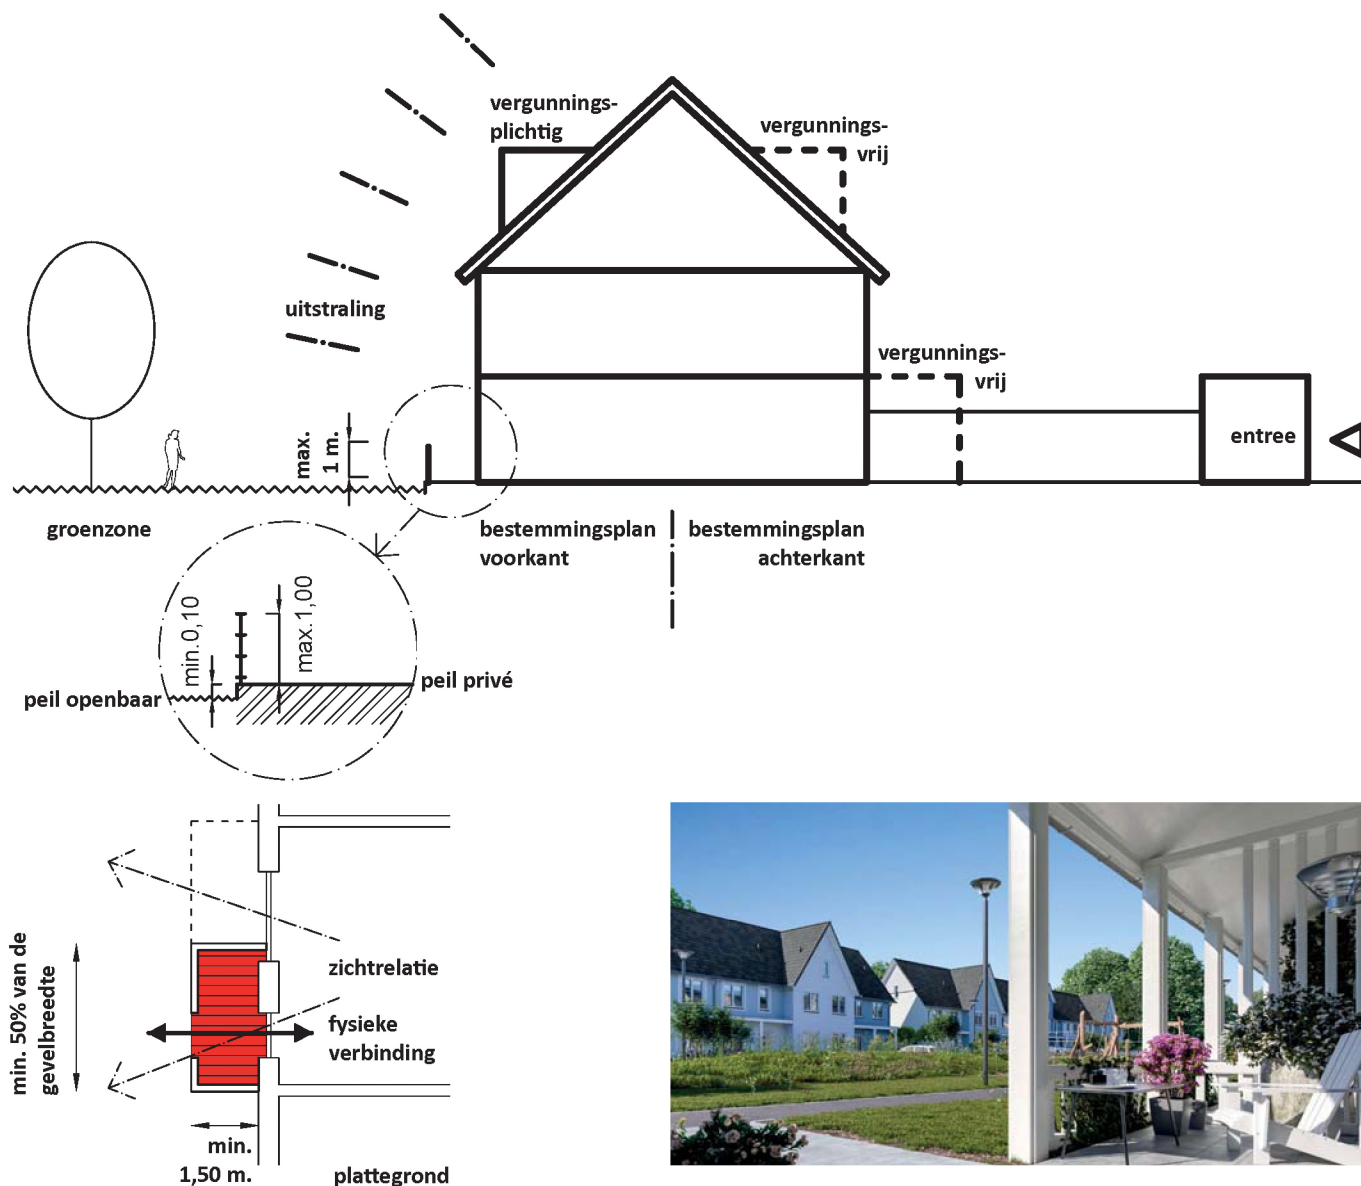 vergunnings-
plichtig
vergunnings-
vrij
uitstraling
vergunnings-
vrij
max.
1 m.
entree
groenzone
bestemmingsplan
voorkant
bestemmingsplan
achterkant
min.0,10
max.1,00
peil openbaar
peil privé
min. 50% van de
gevelbreedte
zichtrelatie
fysieke
verbinding
min.
1,50 m.
plattegrond